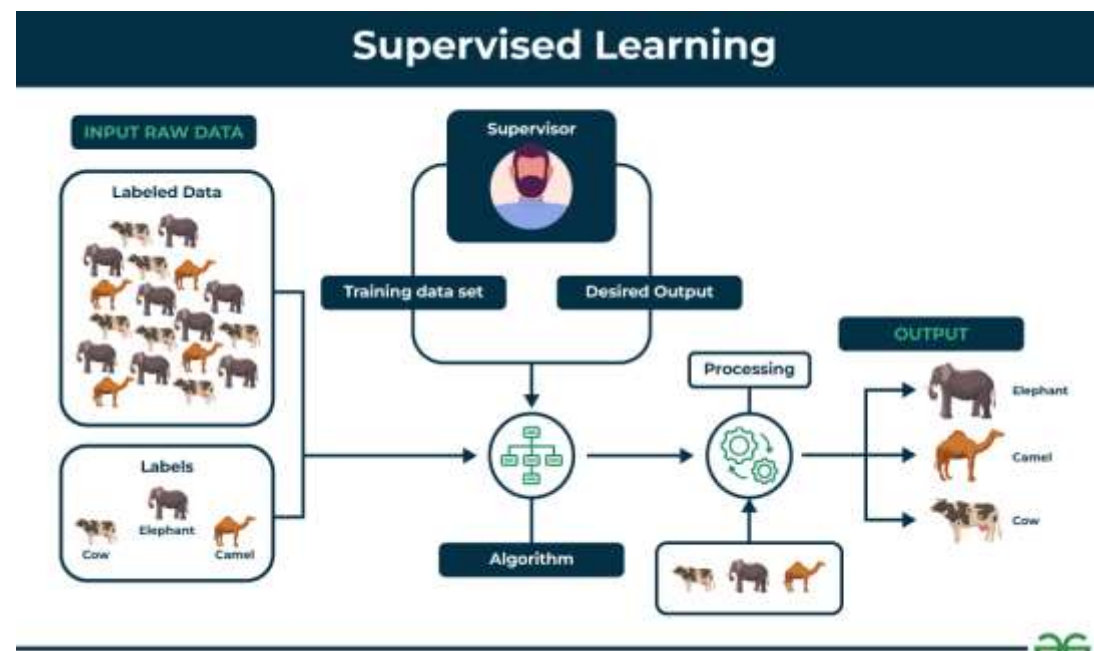 Supervised Learning
INPUT RAW DATA
Labeled Data
Labels
Elephant
Cow
Camel
Supervisor
Training data set
Desired Output
Algorithm
Processing
OUTPUT
Elephant
Camel
Cow